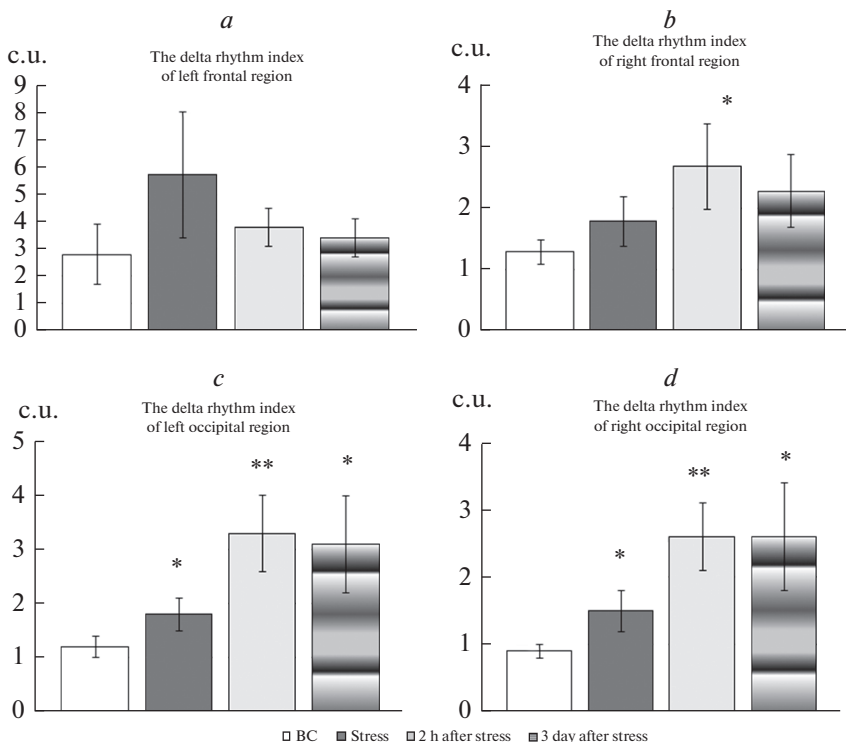 a
c.u.
The delta rhythm index
of left frontal region
9
8
7
6
5
4
3
2
1
0
b
c.u.
The delta rhythm index
of right frontal region
4
*
3
2
1
0
c
c.u.
The delta rhythm index
of left occipital region
5
4
** *
3
*
2
1
0
d
c.u.
The delta rhythm index
of right occipital region
4
** *
3
*
2
1
0
BC Stress 2 h after stress 3 day after stress